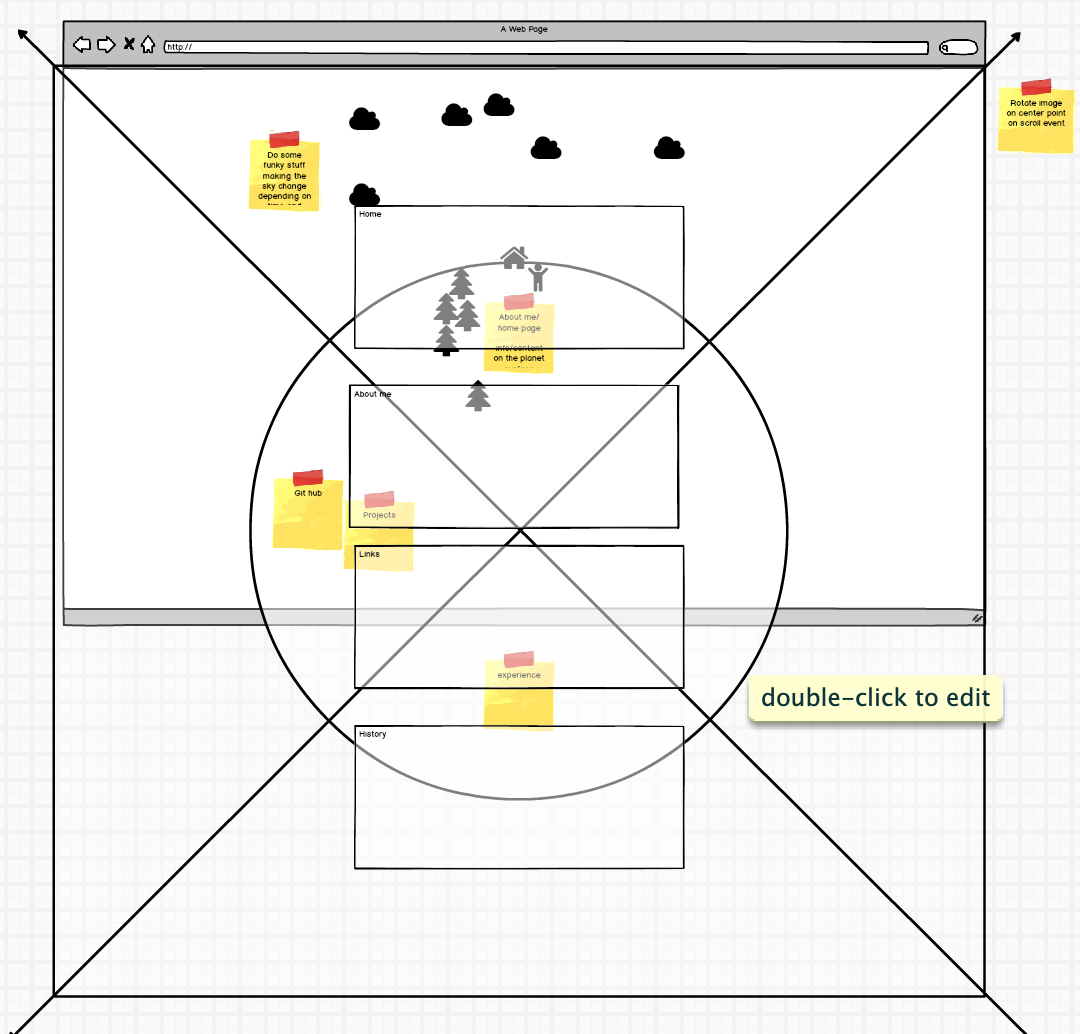 A Web Page
http://
Rotate image
on center point
on scroll event
Do some
funky stuff
making the
sky change
depending on
time and
Home
About me/
home page
info/content
on the planet
About me
Git hub
Projects
Links
experience
double-click to edit
History